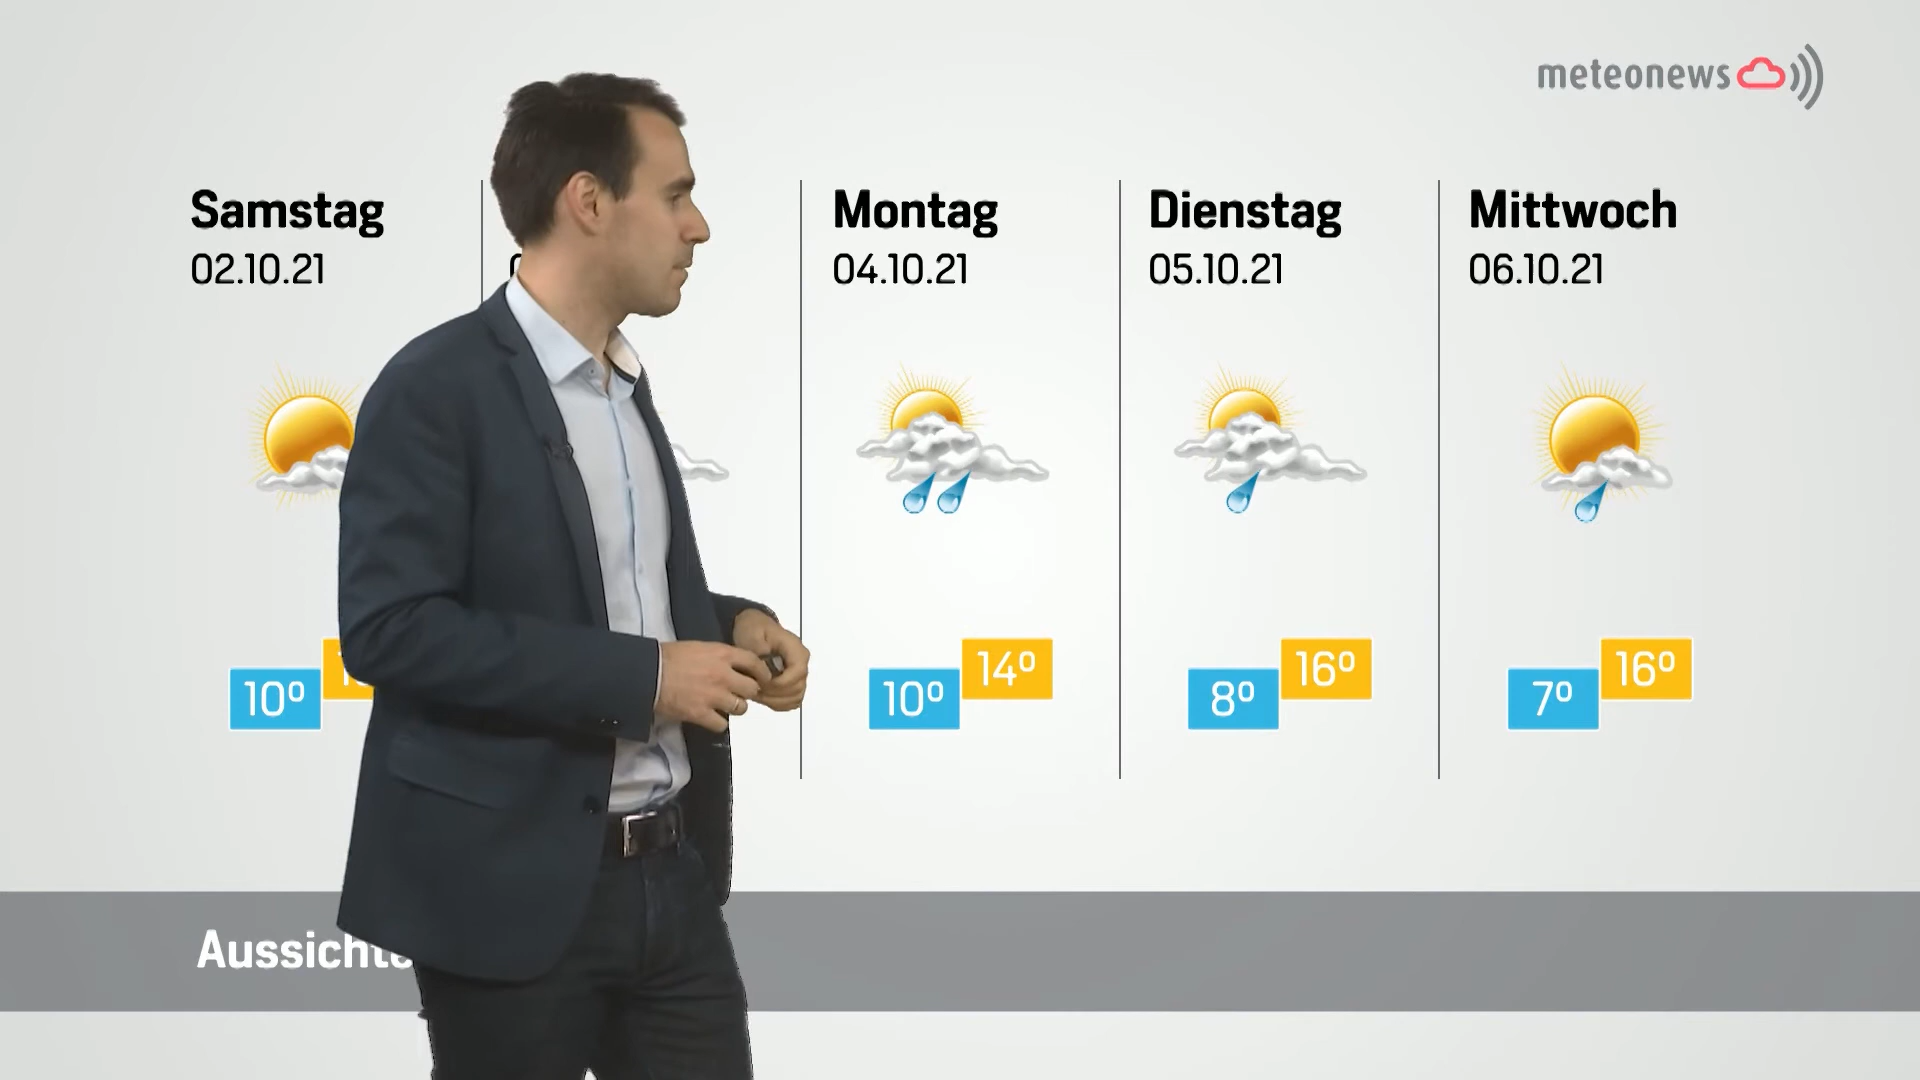 meteonews
Samstag
02.10.21
Montag
04.10.21
Dienstag
05.10.21
Mittwoch
06.10.21
10°
10° 14°
8° 16°
7° 16°